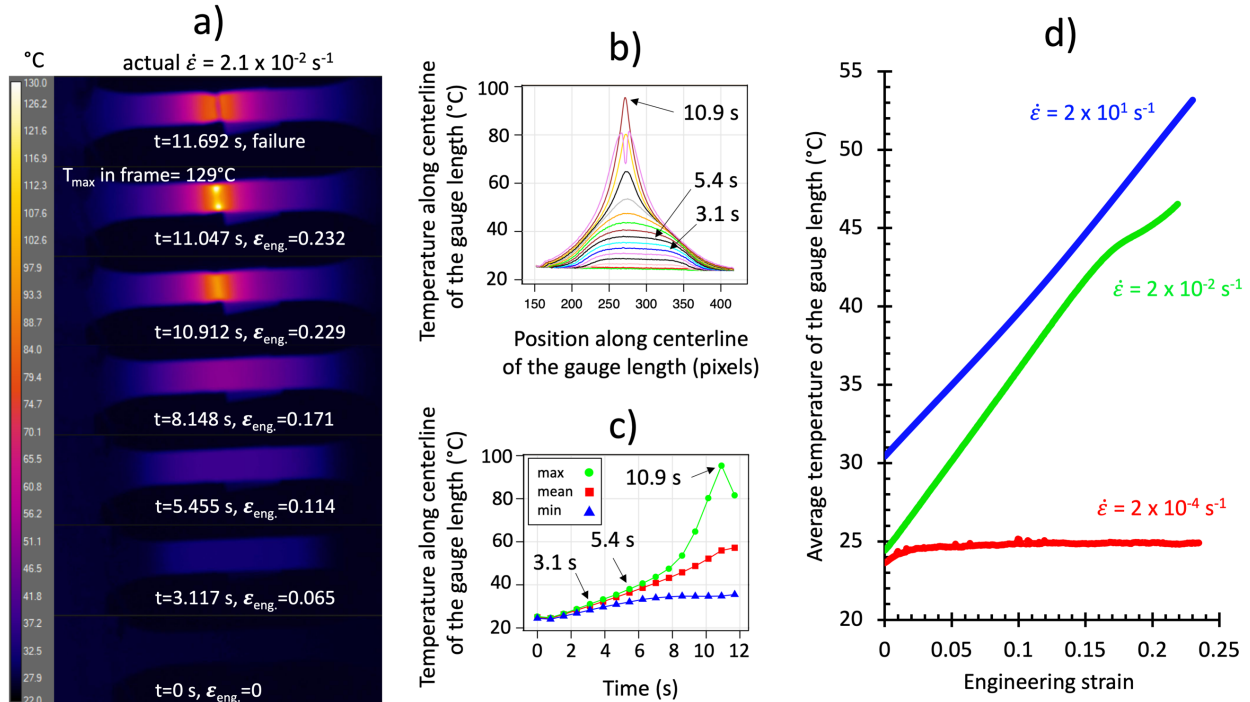 a)
°C
actual ε̇ = 2.1 x 10⁻² s⁻¹
130.0
126.2
121.6
116.9
112.3
107.6
102.6
97.9
93.3
88.7
84.0
79.4
74.7
70.1
65.5
60.5
55.8
51.1
46.5
41.8
37.2
32.2
27.5
22.9
22.0
t=11.692 s, failure
Tmax in frame= 129°C
t=11.047 s, εeng.=0.232
t=10.912 s, εeng.=0.229
t=8.148 s, εeng.=0.171
t=5.455 s, εeng.=0.114
t=3.117 s, εeng.=0.065
t=0 s, εeng.=0
b)
Temperature along centerline
of the gauge length (°C)
100
80
60
40
20
10.9 s
5.4 s
3.1 s
150 200 250 300 350 400
Position along centerline
of the gauge length (pixels)
c)
Temperature along centerline
of the gauge length (°C)
100
80
60
40
20
max
mean
min
10.9 s
5.4 s
3.1 s
0 2 4 6 8 10 12
Time (s)
d)
Average temperature of the gauge length (°C)
55
50
45
40
35
30
25
20
ε̇ = 2 x 10¹ s⁻¹
ε̇ = 2 x 10⁻² s⁻¹
ε̇ = 2 x 10⁻⁴ s⁻¹
0 0.05 0.1 0.15 0.2 0.25
Engineering strain